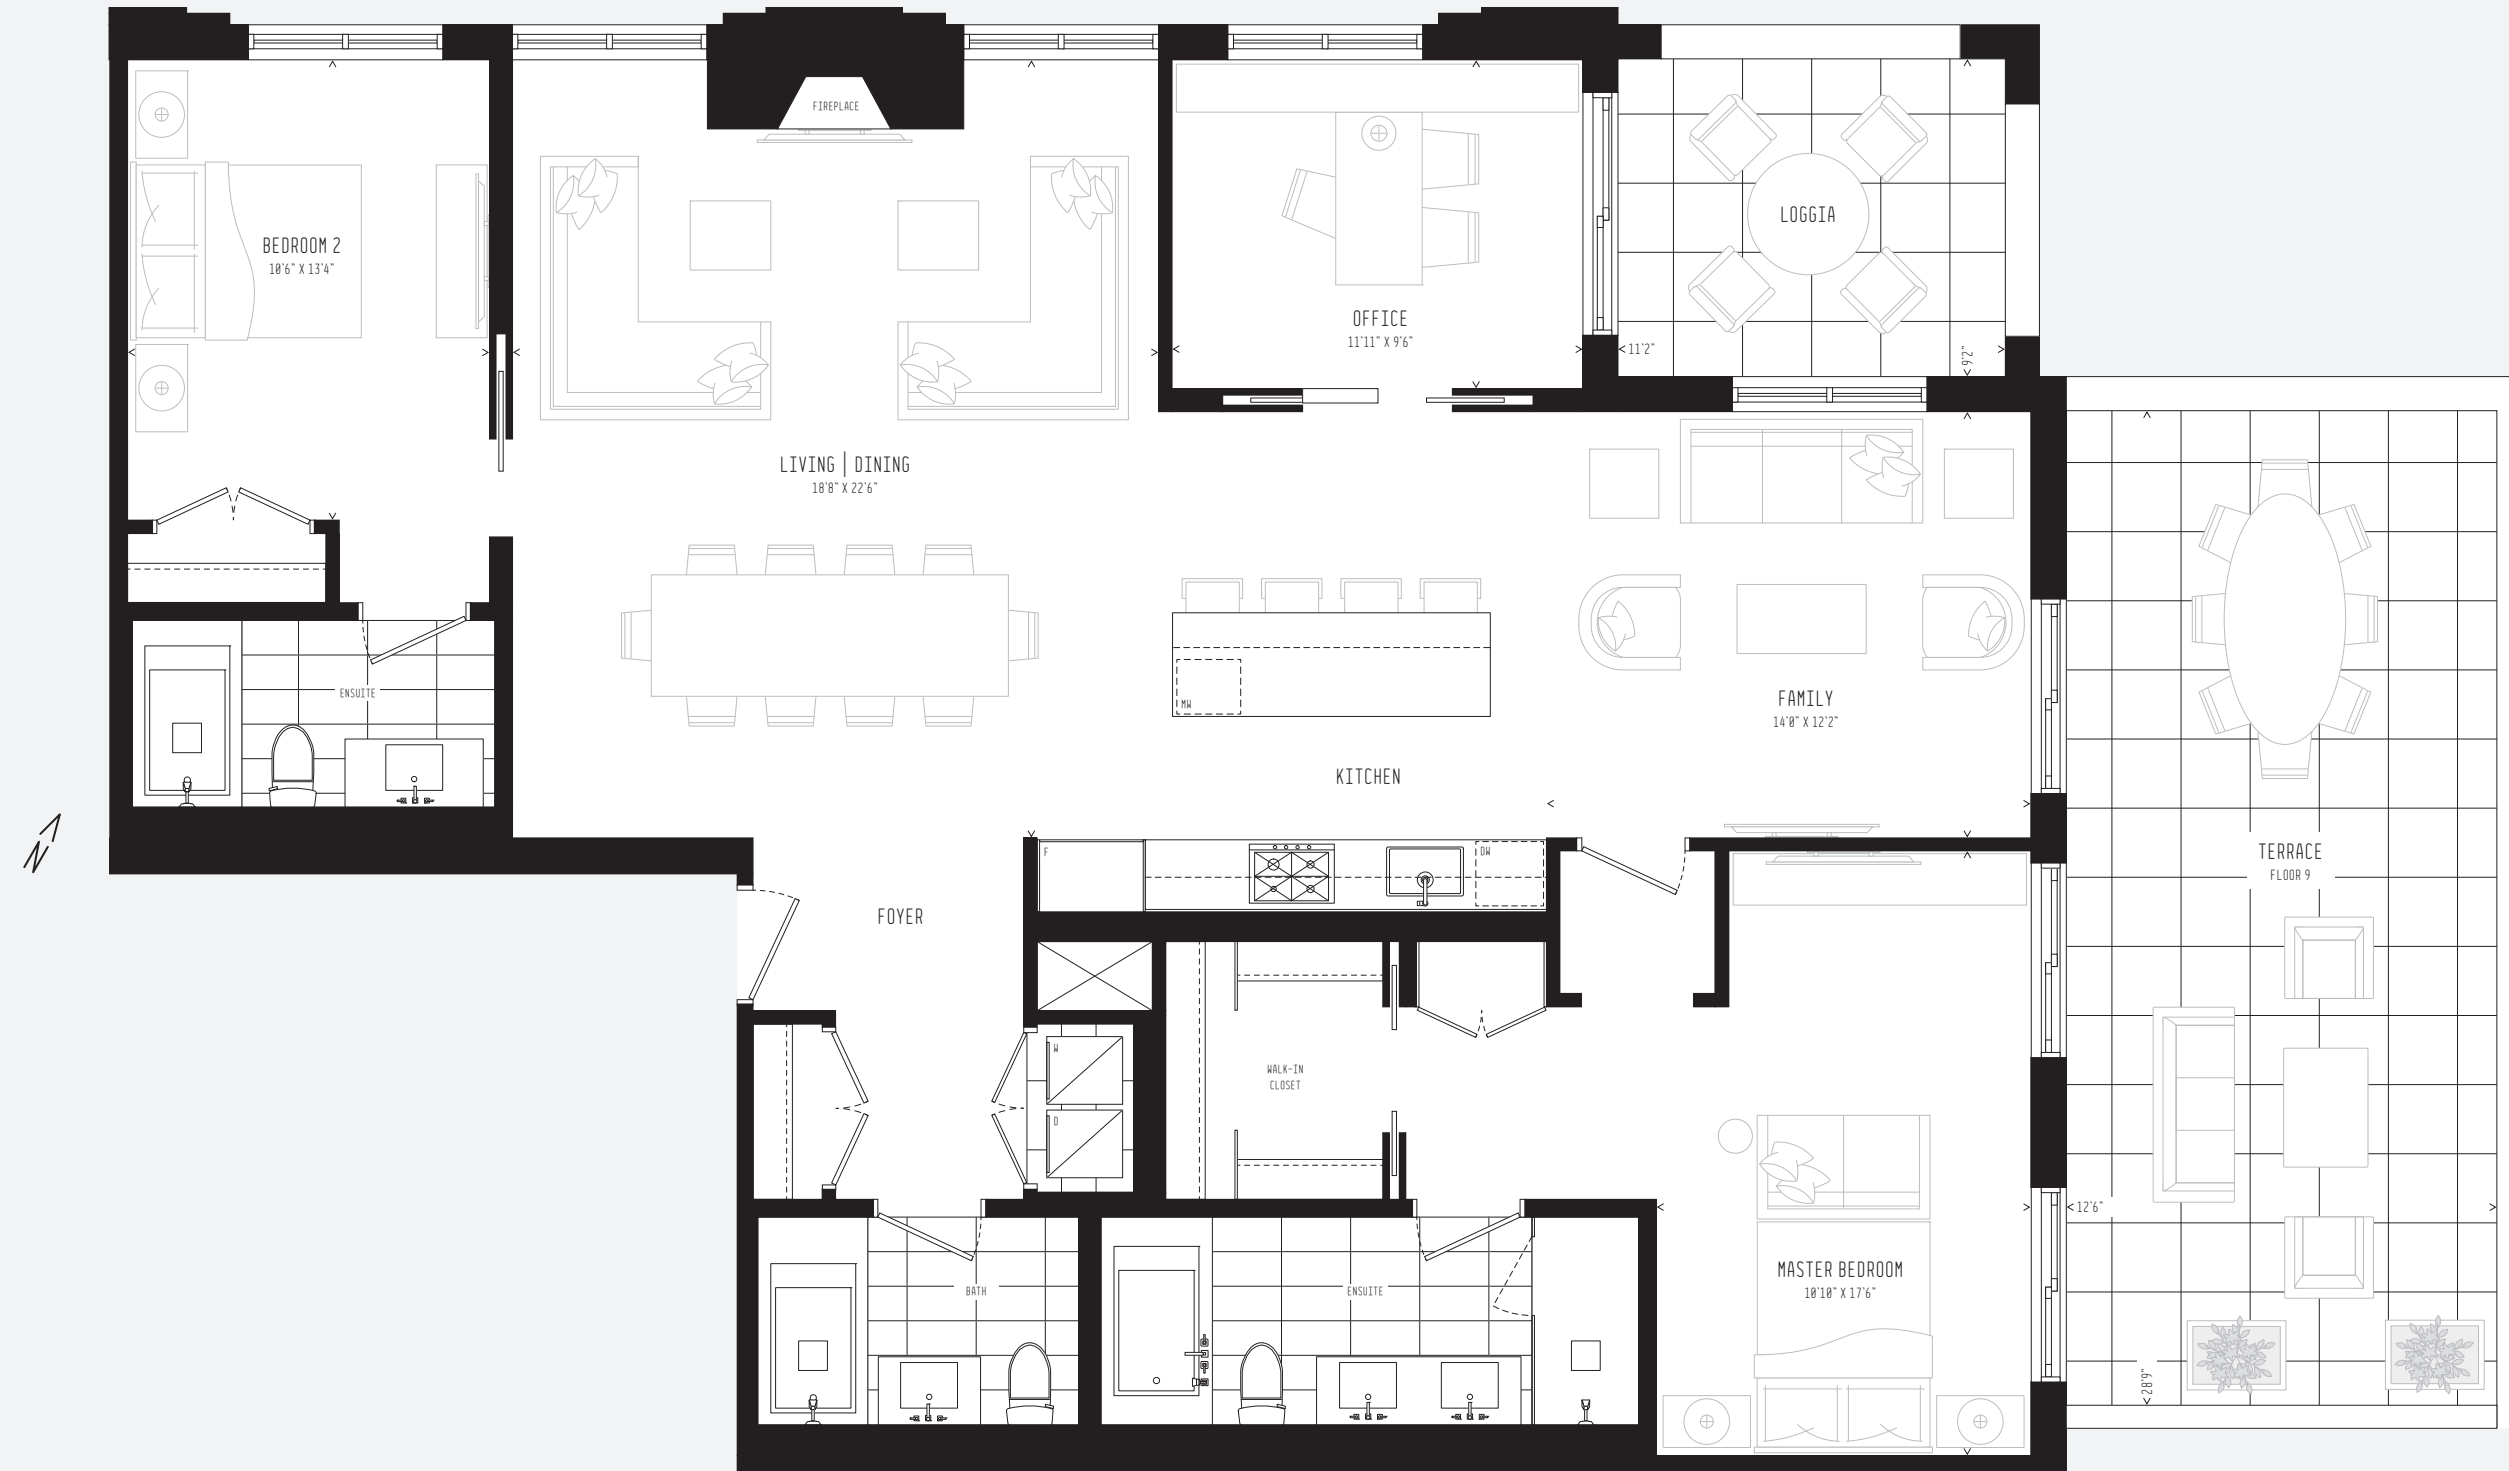 FIREPLACE
BEDROOM 2
10'6" X 13'4"
LOGGIA
OFFICE
11'11" X 9'6"
11'2"
9'2"
LIVING | DINING
18'8" X 22'6"
ENSUITE
MW
FAMILY
14'0" X 12'2"
KITCHEN
N
F
DW
TERRACE
FLOOR 9
FOYER
W
D
WALK-IN
CLOSET
12'6"
MASTER BEDROOM
10'10" X 17'6"
BATH
ENSUITE
28'9"